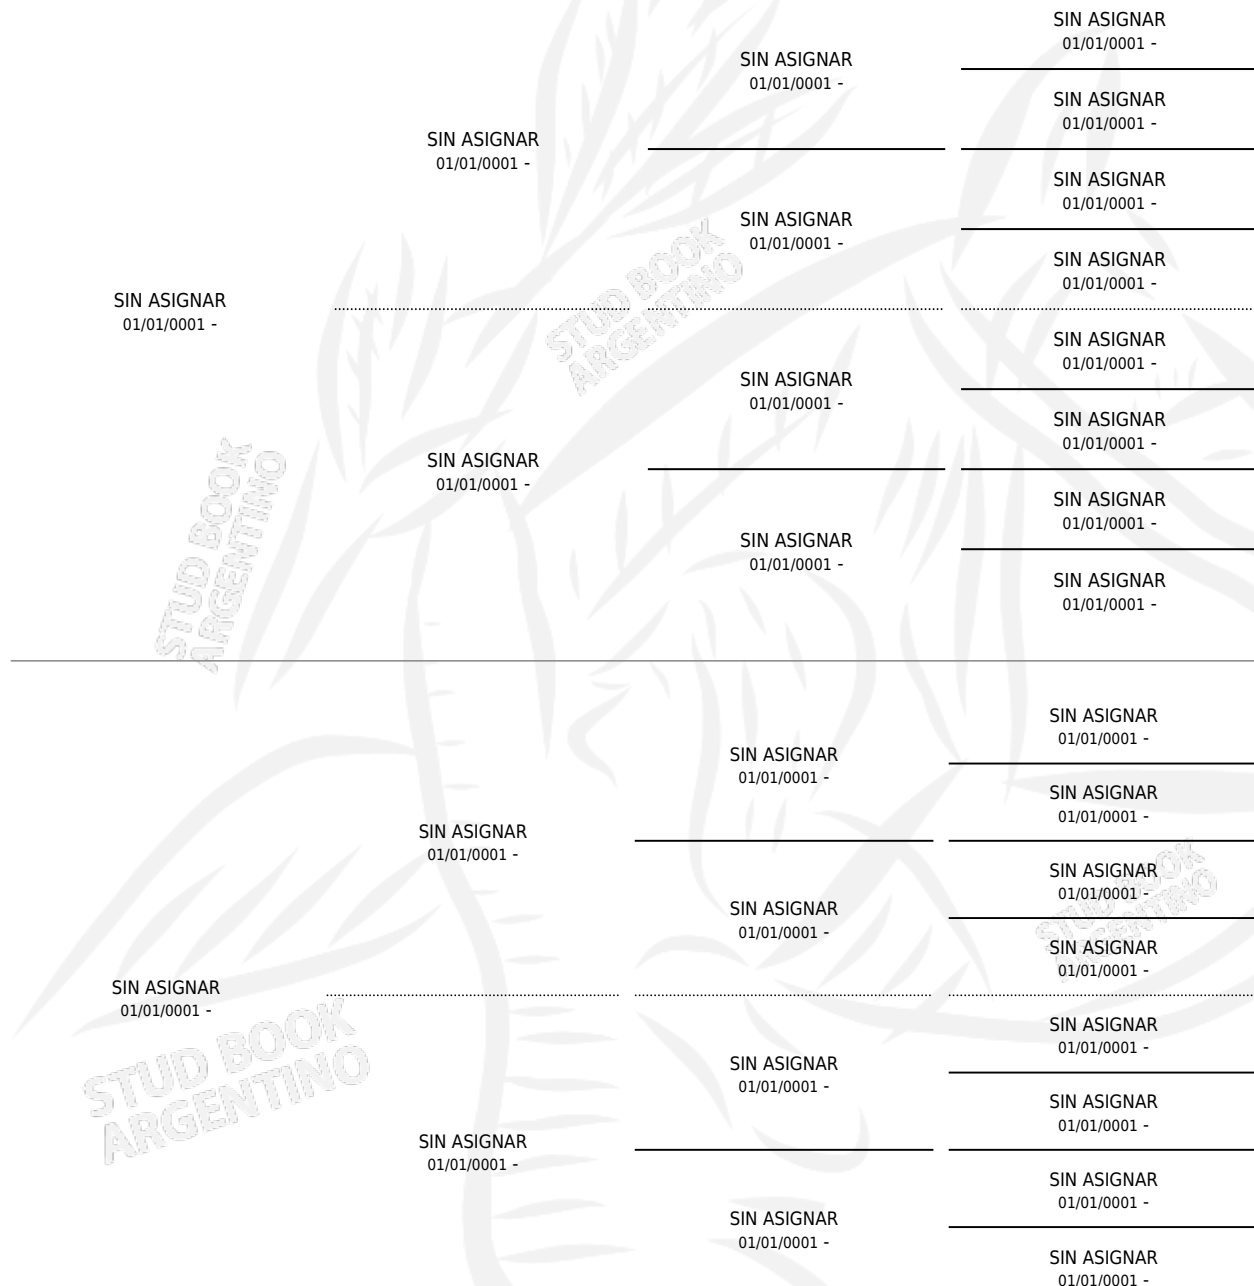 SIN ASIGNAR
01/01/0001 -
SIN ASIGNAR
01/01/0001 -
SIN ASIGNAR
01/01/0001 -
SIN ASIGNAR
01/01/0001 -
SIN ASIGNAR
01/01/0001 -
SIN ASIGNAR
01/01/0001 -
SIN ASIGNAR
01/01/0001 -
STUD BOOK
ARGENTINO
SIN ASIGNAR
01/01/0001 -
SIN ASIGNAR
01/01/0001 -
SIN ASIGNAR
01/01/0001 -
SIN ASIGNAR
01/01/0001 -
SIN ASIGNAR
01/01/0001 -
SIN ASIGNAR
01/01/0001 -
STUD BOOK
ARGENTINO
SIN ASIGNAR
01/01/0001 -
SIN ASIGNAR
01/01/0001 -
SIN ASIGNAR
01/01/0001 -
SIN ASIGNAR
01/01/0001 -
SIN ASIGNAR
01/01/0001 -
SIN ASIGNAR
01/01/0001 -
SIN ASIGNAR
01/01/0001 -
SIN ASIGNAR
01/01/0001 -
SIN ASIGNAR
01/01/0001 -
STUD BOOK
ARGENTINO
SIN ASIGNAR
01/01/0001 -
SIN ASIGNAR
01/01/0001 -
SIN ASIGNAR
01/01/0001 -
STUD BOOK
ARGENTINO
SIN ASIGNAR
01/01/0001 -
SIN ASIGNAR
01/01/0001 -
SIN ASIGNAR
01/01/0001 -
SIN ASIGNAR
01/01/0001 -
SIN ASIGNAR
01/01/0001 -
SIN ASIGNAR
01/01/0001 -
SIN ASIGNAR
01/01/0001 -